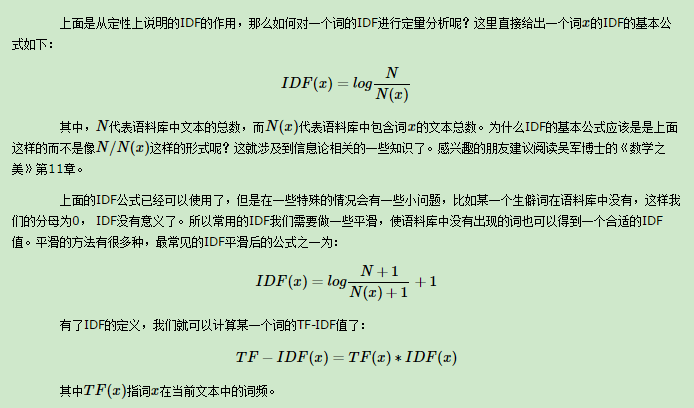 上面是从定性上说明的IDF的作用，那么如何对一个词的IDF进行定量分析呢？这里直接给出一个词x的IDF的基本公
式如下：
IDF(x) = log N / N(x)
其中，N代表语料库中文本的总数，而N(x)代表语料库中包含词x的文本总数。为什么IDF的基本公式应该是是上面
这样的而不是像N/N(x)这样的形式呢？这就涉及到信息论相关的一些知识了。感兴趣的朋友建议阅读吴军博士的《数学之
美》第11章。
上面的IDF公式已经可以使用了，但是在一些特殊的情况会有一些小问题，比如某一个生僻词在语料库中没有，这样我
们的分母为0， IDF没有意义了。所以常用的IDF我们需要做一些平滑，使语料库中没有出现的词也可以得到一个合适的IDF
值。平滑的方法有很多种，最常见的IDF平滑后的公式之一为：
IDF(x) = log (N + 1) / (N(x) + 1) + 1
有了IDF的定义，我们就可以计算某一个词的TF-IDF值了：
TF − IDF(x) = TF(x) ∗ IDF(x)
其中TF(x)指词x在当前文本中的词频。